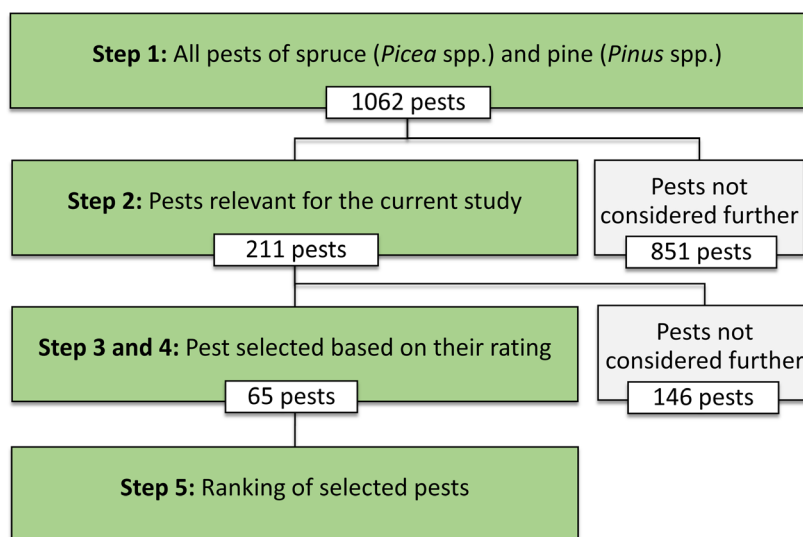 Step 1: All pests of spruce (Picea spp.) and pine (Pinus spp.)
1062 pests
Step 2: Pests relevant for the current study
211 pests
Pests not
considered further
851 pests
Step 3 and 4: Pest selected based on their rating
65 pests
Pests not
considered further
146 pests
Step 5: Ranking of selected pests